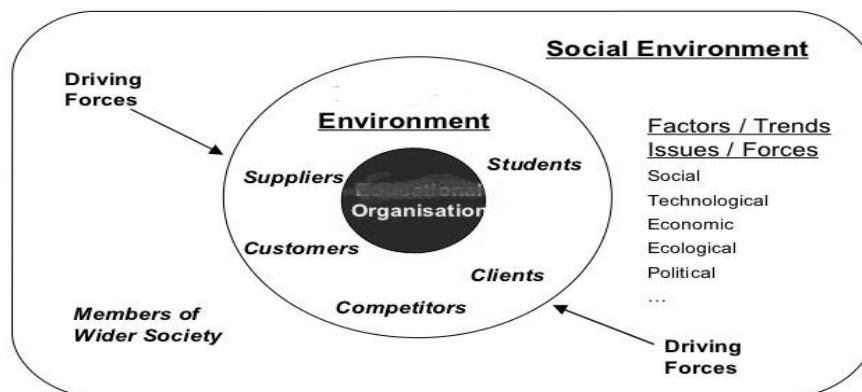 Social Environment
Driving
Forces
Environment
Factors / Trends
Issues / Forces
Students
Suppliers
Social
Educational
Organisation
Technological
Economic
Customers
Ecological
Clients
Political
...
Competitors
Members of
Wider Society
Driving
Forces